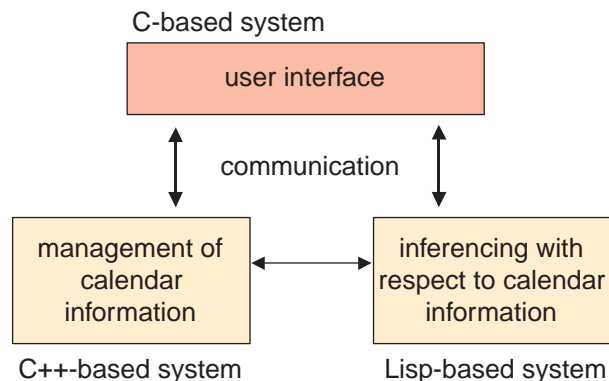 C-based system
user interface
communication
management of
calendar
information
inferencing with
respect to calendar
information
C++-based system
Lisp-based system